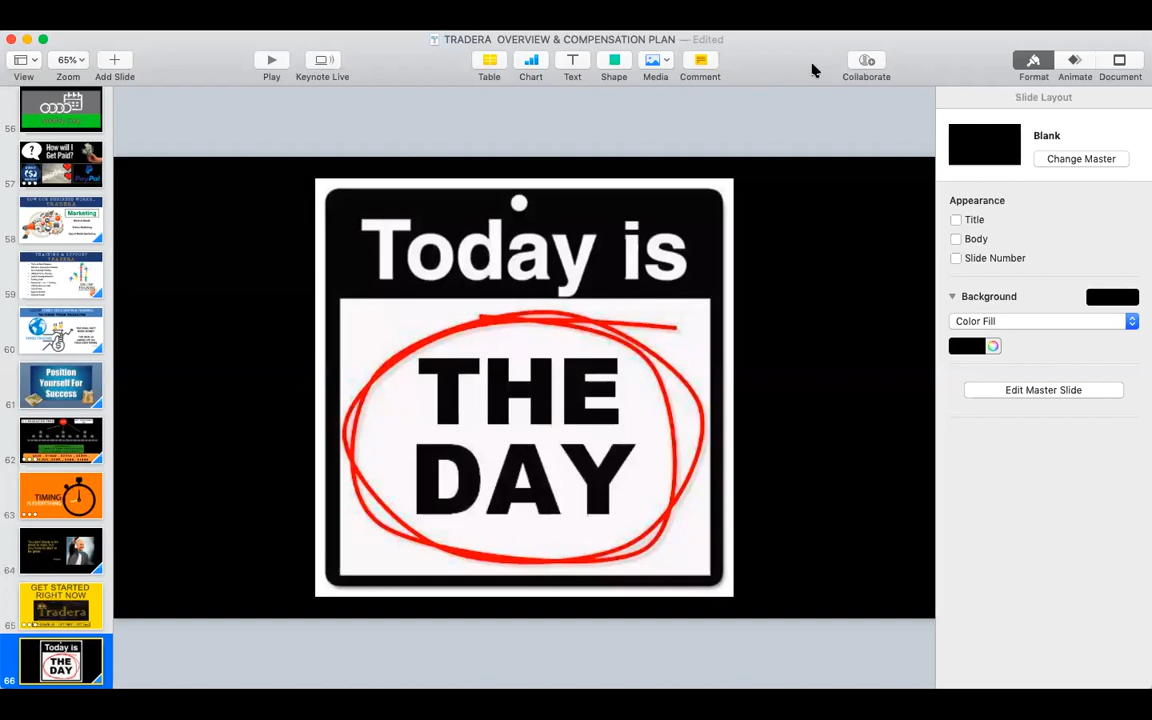 TRADERA OVERVIEW & COMPENSATION PLAN — Edited
65%
View
Zoom
Add Slide
Play
Keynote Live
Table
Chart
Text
Shape
Media
Comment
Collaborate
Format
Animate
Document
56
57
How will I
Get Paid?
PayPal
58
Marketing
59
60
61
Position
Yourself For
Success
62
63
TIMING
64
65
GET STARTED
RIGHT NOW
Tradera
66
Today is
THE
DAY
Today is
THE
DAY
Slide Layout
Blank
Change Master
Appearance
Title
Body
Slide Number
Background
Color Fill
Edit Master Slide